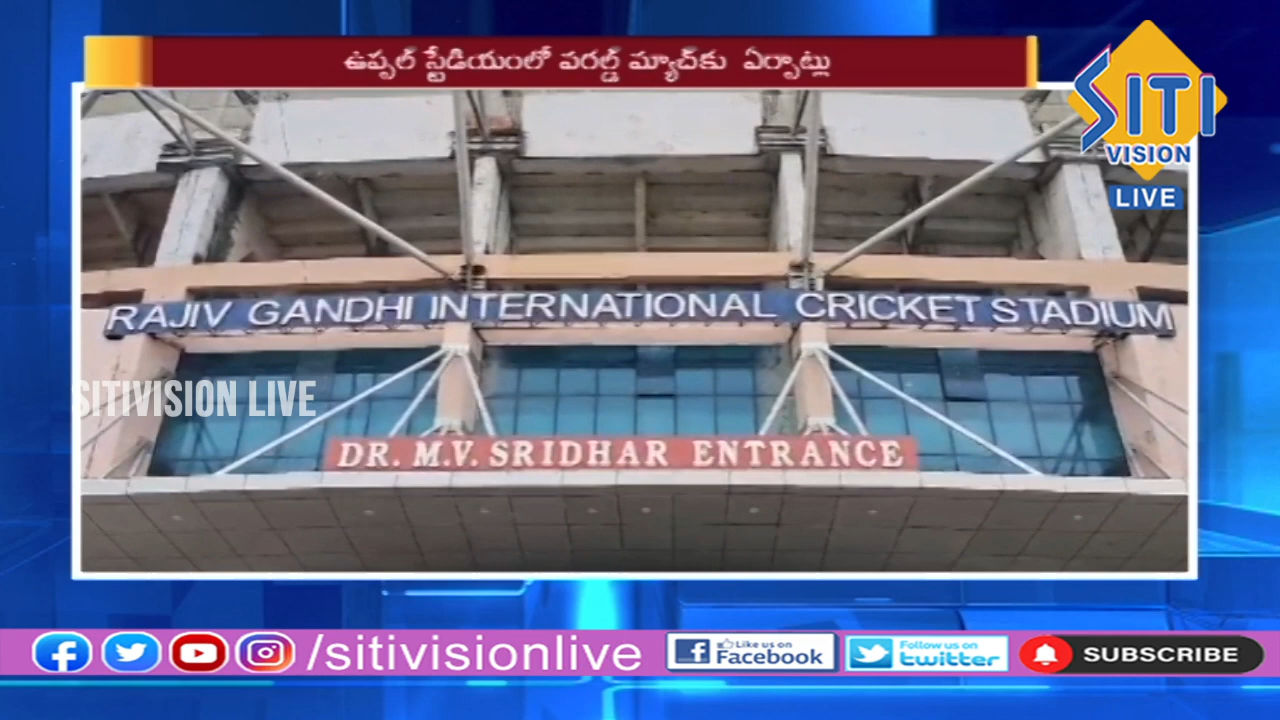 ఉప్పల్ స్టేడియంలో వరల్డ్ మ్యాచ్‌కు ఏర్పాట్లు
SITI
VISION
LIVE
RAJIV GANDHI INTERNATIONAL CRICKET STADIUM
SITIVISION LIVE
DR. M.V. SRIDHAR ENTRANCE
/sitivisionlive
Like us on
Facebook
Follow us on
twitter
SUBSCRIBE